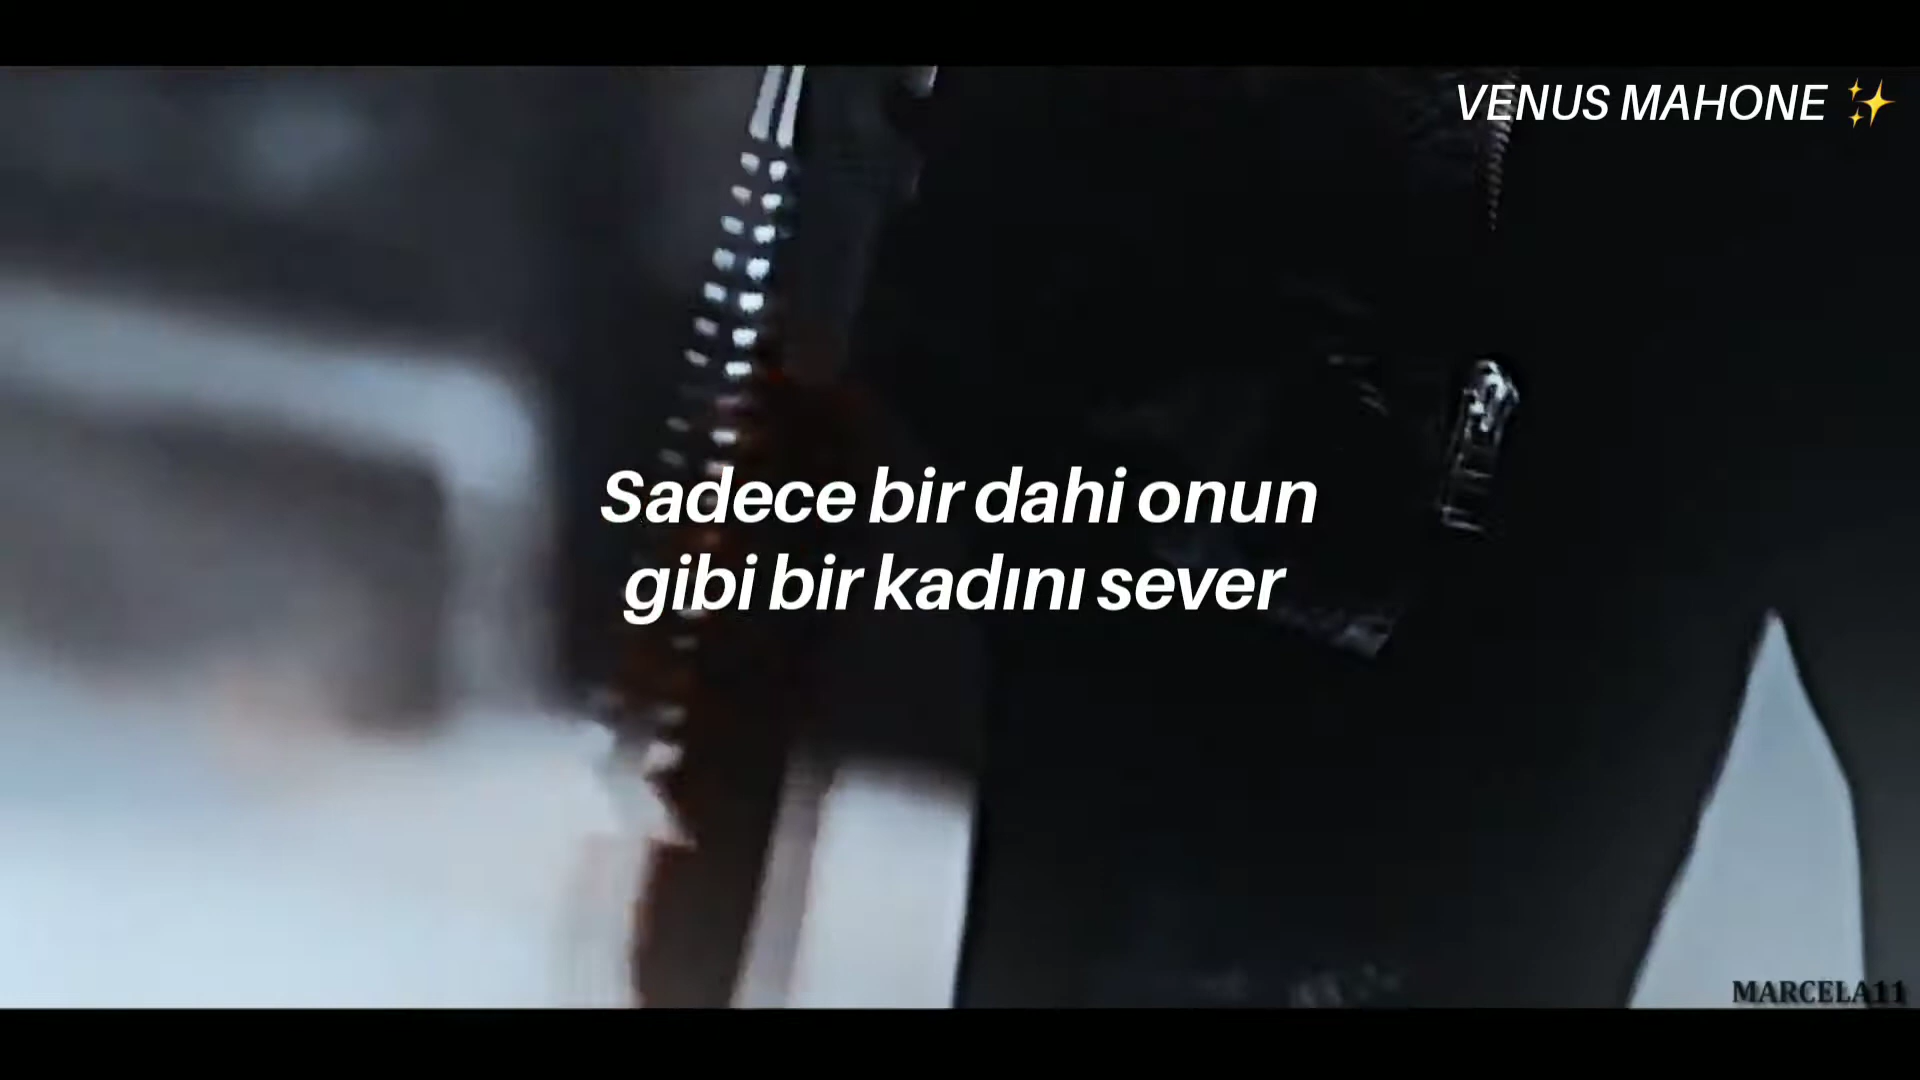 VENUS MAHONE ✨
Sadece bir dahi onun
gibi bir kadını sever
MARCELA11